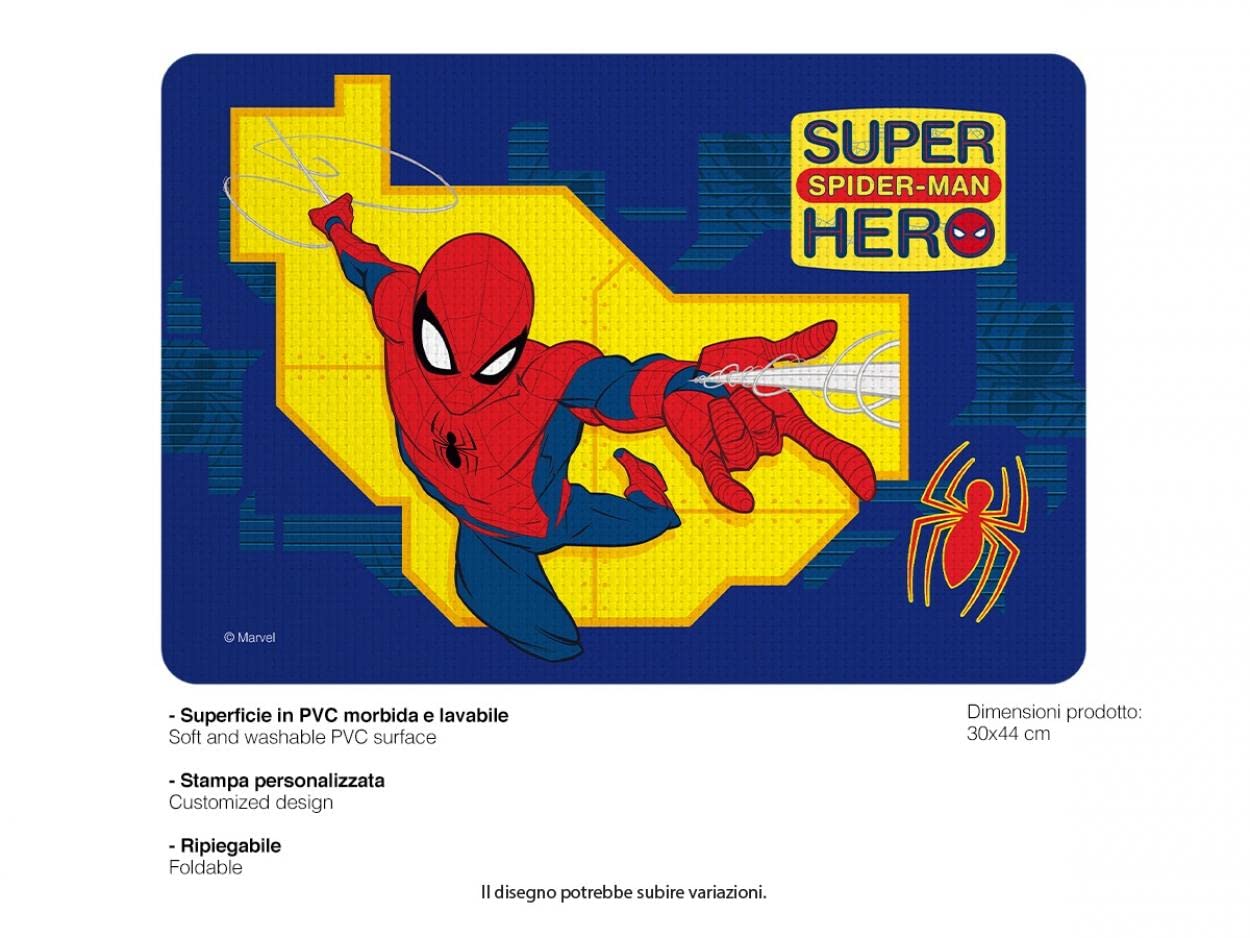 SUPER
SPIDER-MAN
HERO
© Marvel
- Superficie in PVC morbida e lavabile
Soft and washable PVC surface
- Stampa personalizzata
Customized design
- Ripiegabile
Foldable
Dimensioni prodotto:
30x44 cm
Il disegno potrebbe subire variazioni.